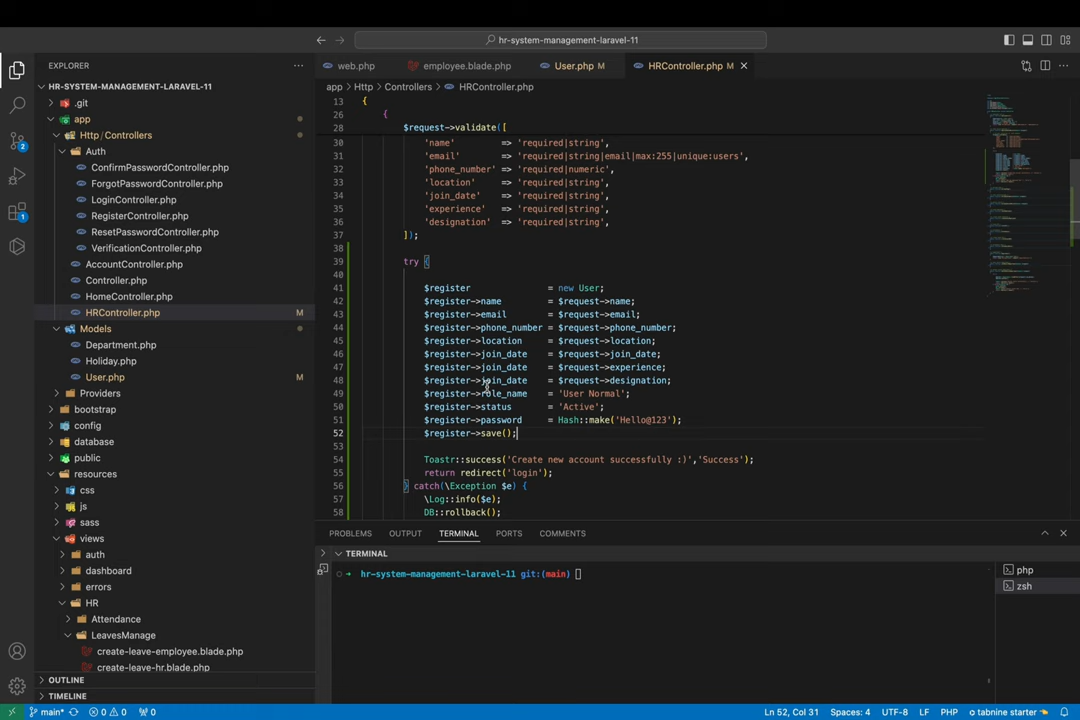 hr-system-management-laravel-11
EXPLORER
web.php
employee.blade.php
User.php M
HRController.php M
HR-SYSTEM-MANAGEMENT-LARAVEL-11
app > Http > Controllers > HRController.php
.git
app
Http / Controllers
Auth
ConfirmPasswordController.php
ForgotPasswordController.php
LoginController.php
RegisterController.php
ResetPasswordController.php
VerificationController.php
AccountController.php
Controller.php
HomeController.php
HRController.php M
Models
Department.php
Holiday.php
User.php M
Providers
bootstrap
config
database
public
resources
css
js
sass
views
auth
dashboard
errors
HR
Attendance
LeavesManage
create-leave-employee.blade.php
create-leave-hr.blade.php
OUTLINE
TIMELINE
2
1
13 {
26 {
28 $request->validate([
30 'name' => 'required|string',
31 'email' => 'required|string|email|max:255|unique:users',
32 'phone_number' => 'required|numeric',
33 'location' => 'required|string',
34 'join_date' => 'required|string',
35 'experience' => 'required|string',
36 'designation' => 'required|string',
37 ]);
38
39 try {
40
41 $register = new User;
42 $register->name = $request->name;
43 $register->email = $request->email;
44 $register->phone_number = $request->phone_number;
45 $register->location = $request->location;
46 $register->join_date = $request->join_date;
47 $register->join_date = $request->experience;
48 $register->join_date = $request->designation;
49 $register->role_name = 'User Normal';
50 $register->status = 'Active';
51 $register->password = Hash::make('Hello@123');
52 $register->save();
53
54 Toastr::success('Create new account successfully :)','Success');
55 return redirect('login');
56 } catch(\Exception $e) {
57 \Log::info($e);
58 DB::rollback();
PROBLEMS OUTPUT TERMINAL PORTS COMMENTS
TERMINAL
hr-system-management-laravel-11 git:(main)
php
zsh
main* 0 0 0 Ln 52, Col 31 Spaces: 4 UTF-8 LF PHP tabnine starter